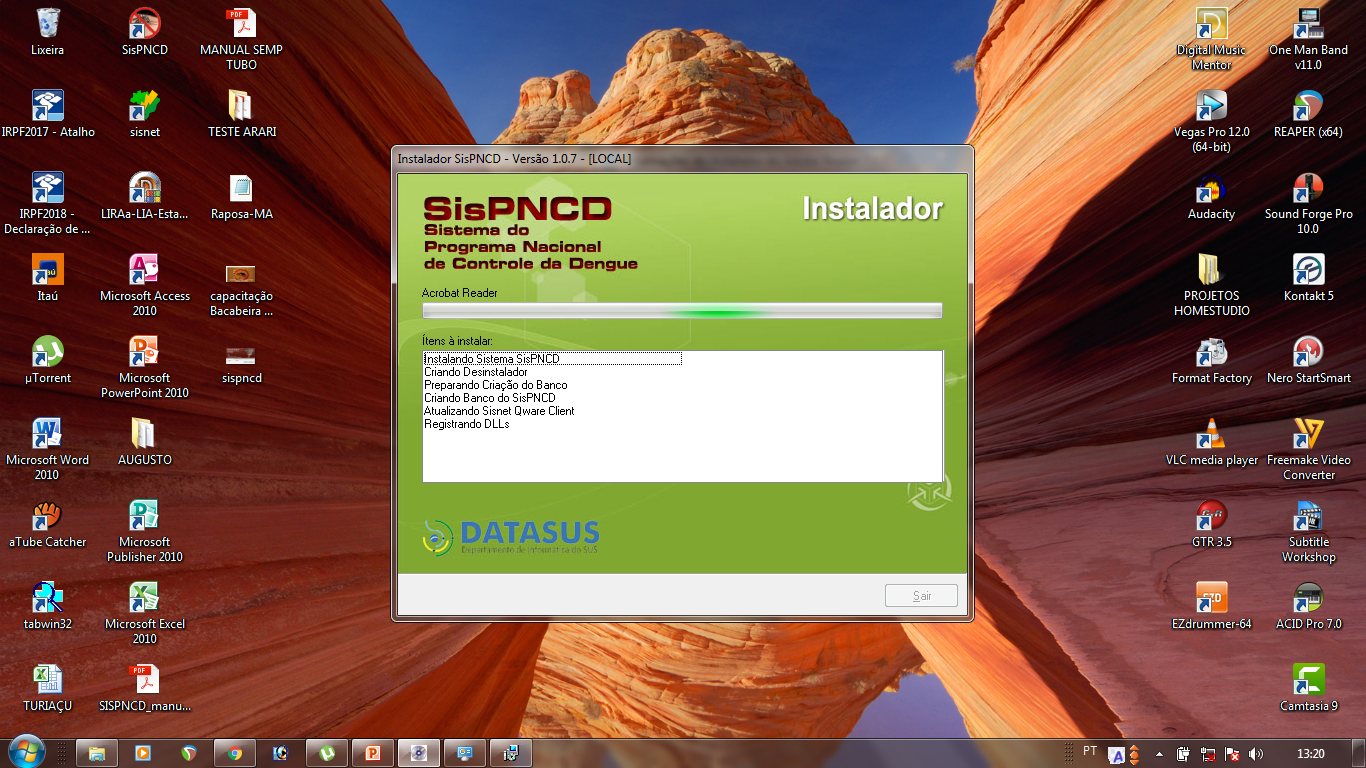 Lixeira
SisPNCD
MANUAL SEMP
TUBO
IRPF2017 - Atalho
sisnet
TESTE ARARI
IRPF2018 -
Declaração de ...
LIRAa-LIA-Esta...
Raposa-MA
Itaú
Microsoft Access
2010
capacitação
Bacabeira ...
µTorrent
Microsoft
PowerPoint 2010
sispncd
Microsoft Word
2010
AUGUSTO
aTube Catcher
Microsoft
Publisher 2010
tabwin32
Microsoft Excel
2010
TURIAÇU
SISPNCD_manu...
Instalador SisPNCD - Versão 1.0.7 - [LOCAL]
SisPNCD
Sistema do
Programa Nacional
de Controle da Dengue
Instalador
Acrobat Reader
Ítens à instalar:
Instalando Sistema SisPNCD
Criando Desinstalador
Preparando Criação do Banco
Criando Banco do SisPNCD
Atualizando Sisnet Qware Client
Registrando DLLs
DATASUS
Departamento de Informática do SUS
Sair
Digital Music
Mentor
One Man Band
v11.0
Vegas Pro 12.0
(64-bit)
REAPER (x64)
Audacity
Sound Forge Pro
10.0
PROJETOS
HOMESTUDIO
Kontakt 5
Format Factory
Nero StartSmart
VLC media player
Freemake Video
Converter
GTR 3.5
Subtitle
Workshop
EZdrummer-64
ACID Pro 7.0
Camtasia 9
PT
13:20